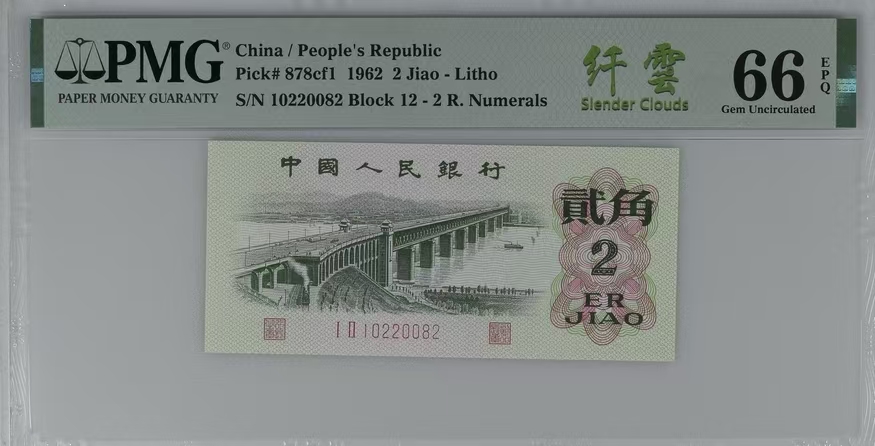 PMG®
PAPER MONEY GUARANTY
China / People's Republic
Pick# 878cf1 1962 2 Jiao - Litho
S/N 10220082 Block 12 - 2 R. Numerals
纤雲
Slender Clouds
66
EPQ
Gem Uncirculated
中國人民銀行
貳角
2
ER
JIAO
I II 10220082